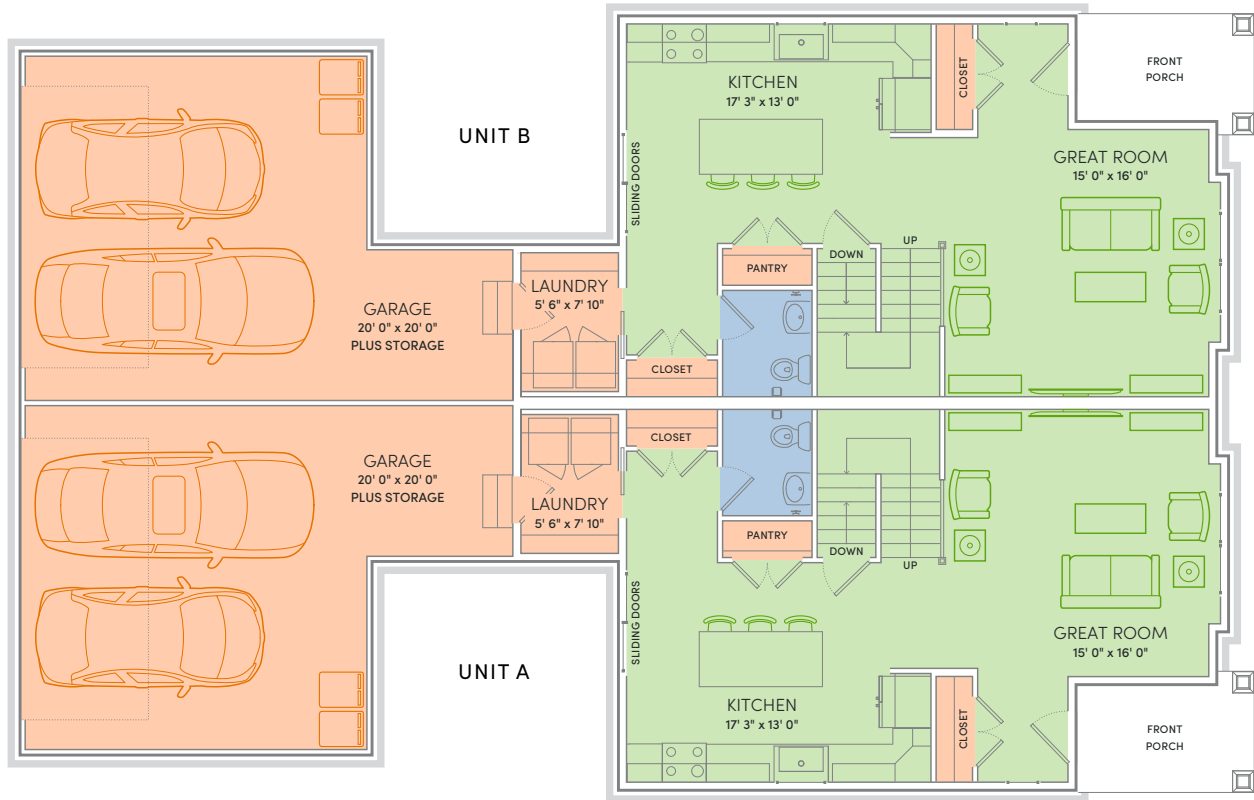 FRONT
PORCH
KITCHEN
17' 3" x 13' 0"
CLOSET
UNIT B
SLIDING DOORS
GREAT ROOM
15' 0" x 16' 0"
UP
DOWN
PANTRY
LAUNDRY
5' 6" x 7' 10"
GARAGE
20' 0" x 20' 0"
PLUS STORAGE
CLOSET
CLOSET
GARAGE
20' 0" x 20' 0"
PLUS STORAGE
LAUNDRY
5' 6" x 7' 10"
PANTRY
DOWN
UP
SLIDING DOORS
GREAT ROOM
15' 0" x 16' 0"
UNIT A
KITCHEN
17' 3" x 13' 0"
CLOSET
FRONT
PORCH